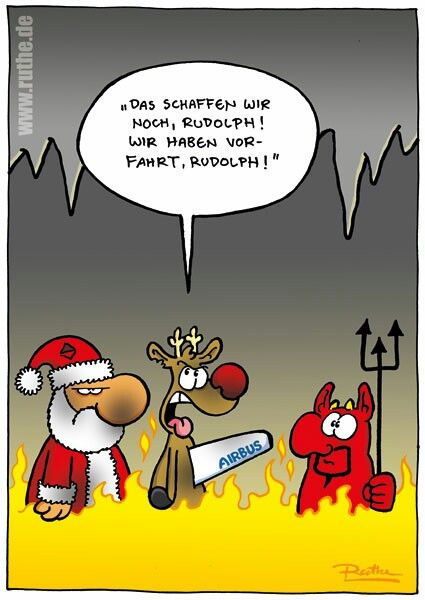 www.ruthe.de
„DAS SCHAFFEN WIR
NOCH, RUDOLPH!
WIR HABEN VOR-
FAHRT, RUDOLPH!"
AIRBUS
Ruthe